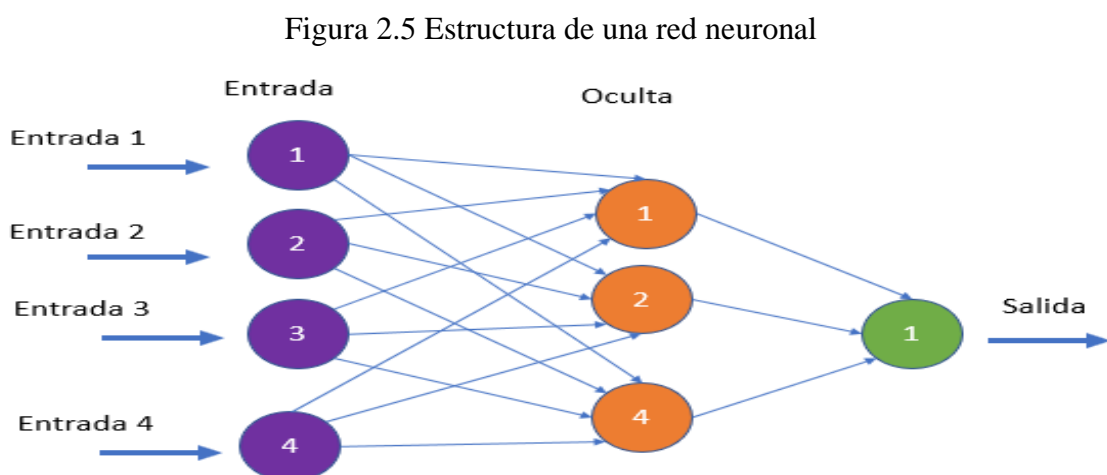 Figura 2.5 Estructura de una red neuronal
Entrada
Oculta
Entrada 1
1
1
Entrada 2
2
2
Entrada 3
3
1
Salida
Entrada 4
4
4